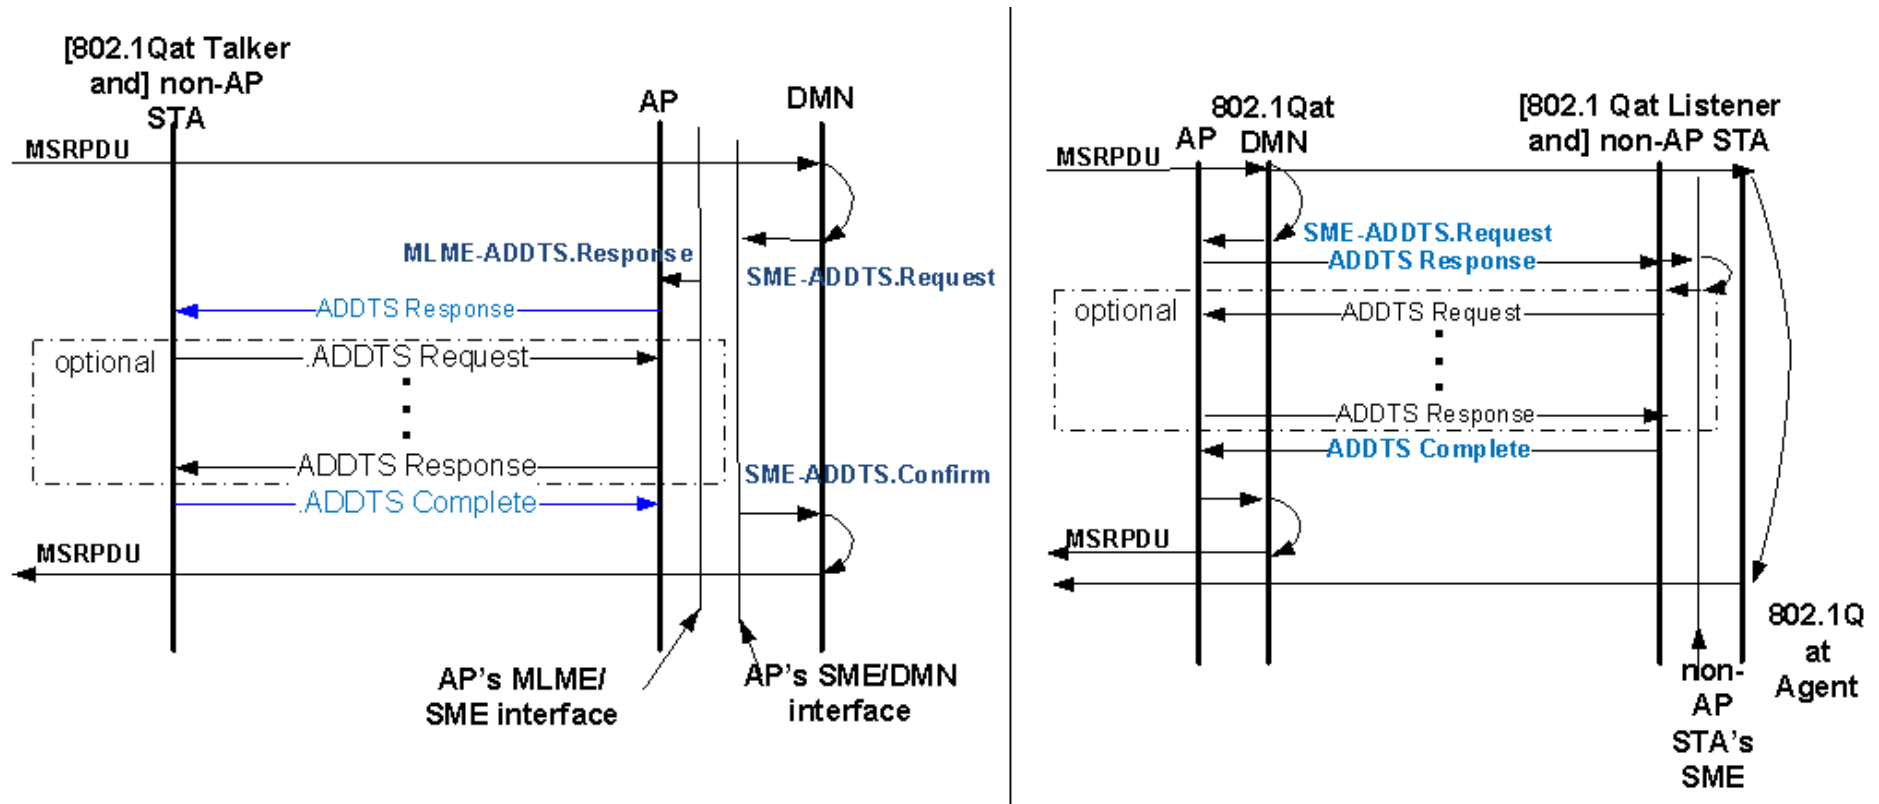 [802.1Qat Talker
and] non-AP
STA
AP
DMN
MSRPDU
MLME-ADDTS.Response
SME-ADDTS.Request
ADDTS Response
optional
.ADDTS Request
ADDTS Response
SME-ADDTS.Confirm
.ADDTS Complete
MSRPDU
AP's MLME/
SME interface
AP's SME/DMN
interface
802.1Qat
DMN
AP
[802.1 Qat Listener
and] non-AP STA
MSRPDU
SME-ADDTS.Request
ADDTS Response
optional
ADDTS Request
ADDTS Response
ADDTS Complete
MSRPDU
802.1Q
at
Agent
non-
AP
STA's
SME